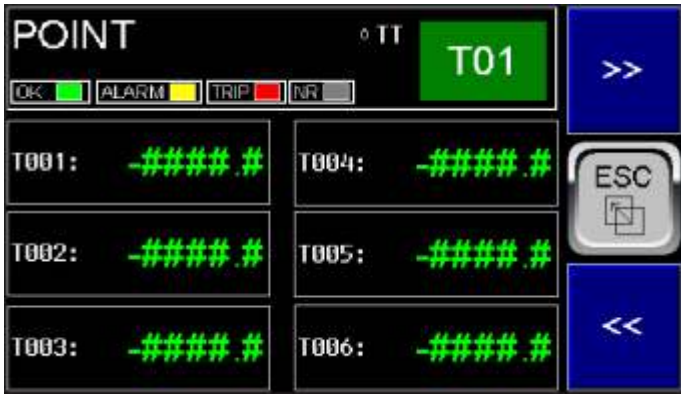 POINT
◦ TT
T01
>>
OK ALARM TRIP NR
T001: -####.#
T004: -####.#
ESC
T002: -####.#
T005: -####.#
T003: -####.#
T006: -####.#
<<